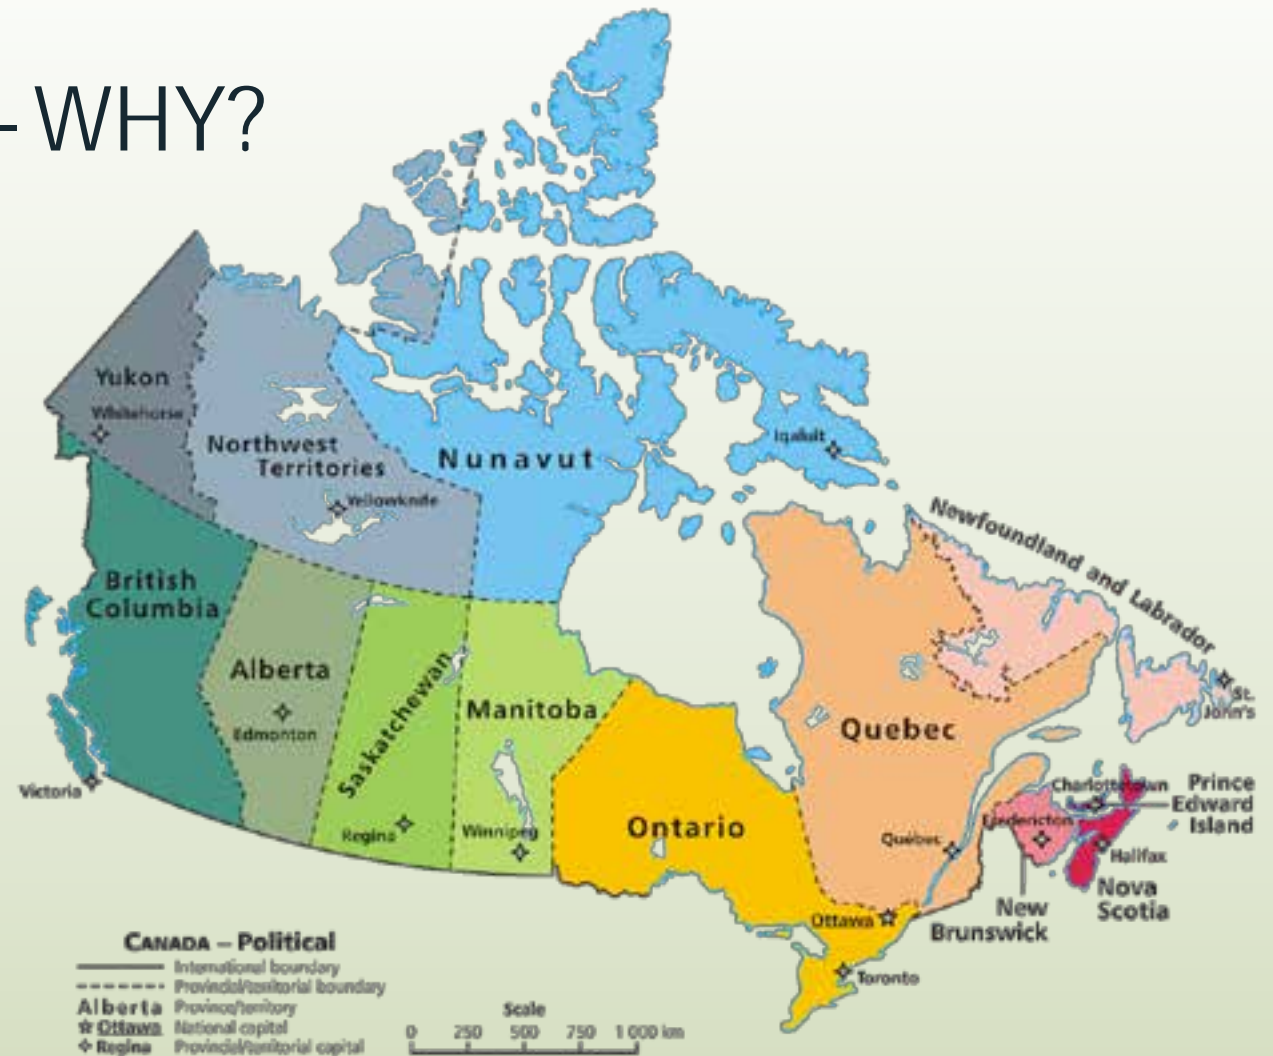 - WHY?
Yukon
Whitehorse
Northwest
Territories
Yellowknife
Nunavut
Iqaluit
Newfoundland and Labrador
St.
John's
British
Columbia
Victoria
Alberta
Edmonton
Saskatchewan
Regina
Manitoba
Winnipeg
Ontario
Ottawa
Toronto
Quebec
Québec
Charlottetown
Prince
Edward
Island
Fredericton
Halifax
Nova
Scotia
New
Brunswick
CANADA – Political
International boundary
Provincial/territorial boundary
Alberta Province/territory
Ottawa National capital
Regina Provincial/territorial capital
Scale
0 250 500 750 1 000 km